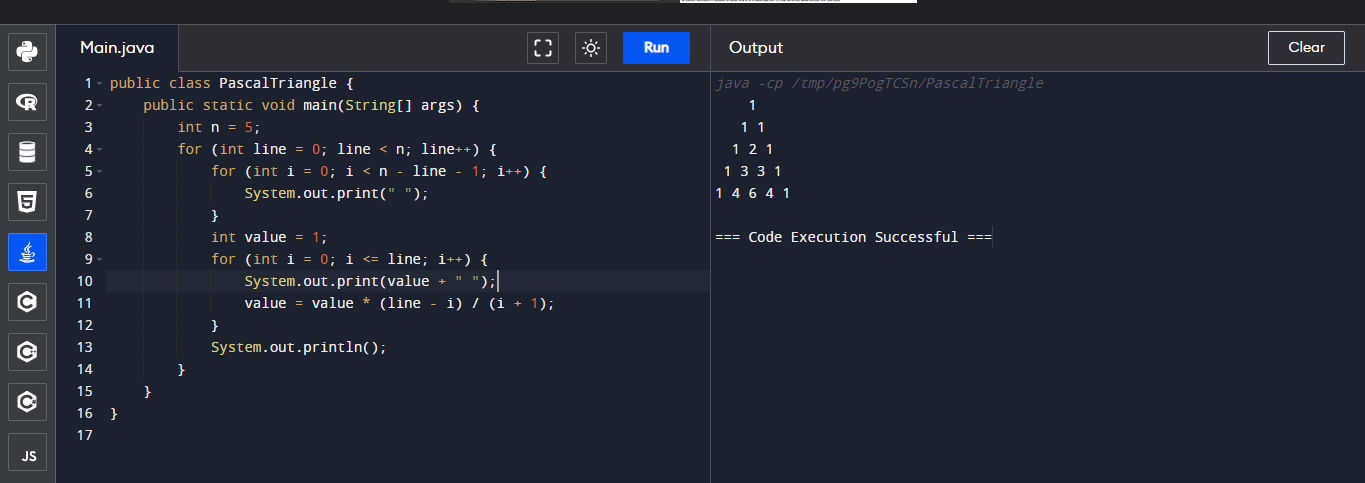 Main.java
Run
Output
Clear
1 public class PascalTriangle {
2     public static void main(String[] args) {
3         int n = 5;
4         for (int line = 0; line < n; line++) {
5             for (int i = 0; i < n - line - 1; i++) {
6                 System.out.print(" ");
7             }
8             int value = 1;
9             for (int i = 0; i <= line; i++) {
10                 System.out.print(value + " ");
11                 value = value * (line - i) / (i + 1);
12             }
13             System.out.println();
14         }
15     }
16 }
17
java -cp /tmp/pg9PogTCSn/PascalTriangle
    1
   1 1
  1 2 1
 1 3 3 1
1 4 6 4 1
=== Code Execution Successful ===
R
5
C
C
C
JS